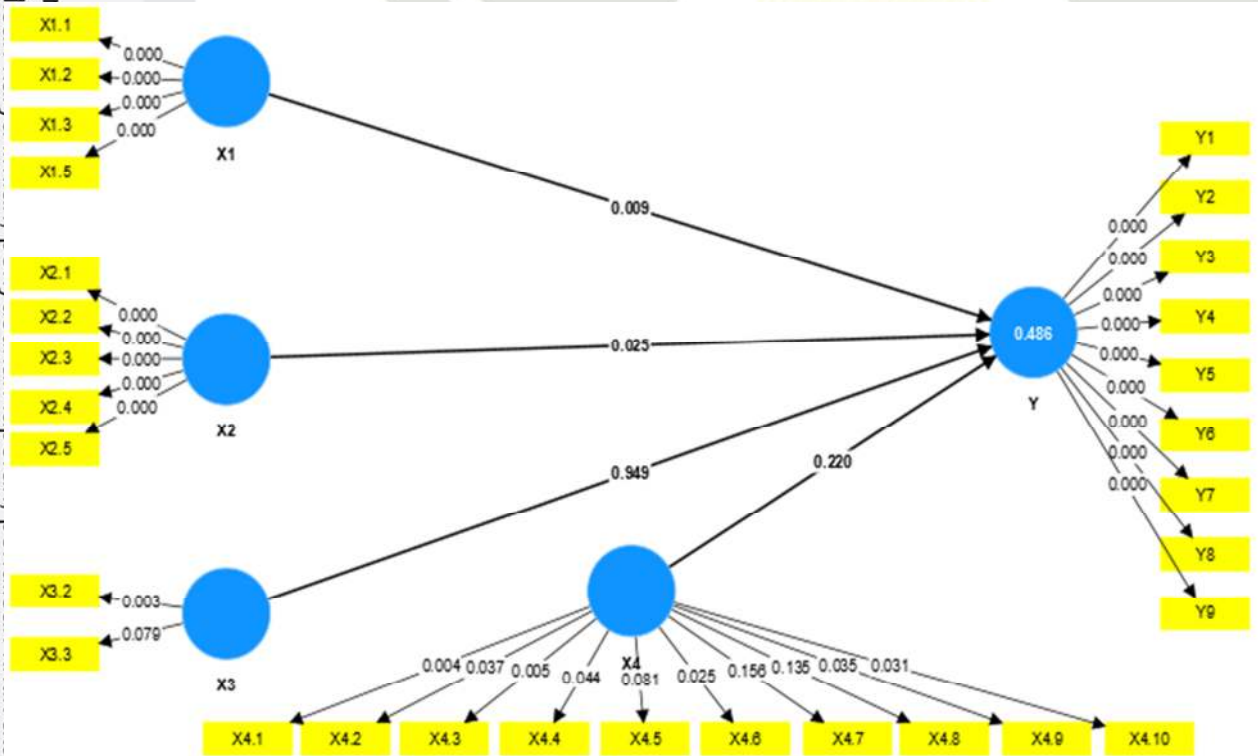 X1.1
X1.2
X1.3
X1.5
0.000
0.000
0.000
0.000
X1
X2.1
X2.2
X2.3
X2.4
X2.5
0.000
0.000
0.000
0.000
0.000
X2
X3.2
X3.3
0.003
0.079
X3
0.009
0.025
0.949
0.220
X4
0.004 0.037 0.005 0.044 0.081 0.025 0.156 0.135 0.035 0.031
X4.1 X4.2 X4.3 X4.4 X4.5 X4.6 X4.7 X4.8 X4.9 X4.10
0.486
Y
0.000
0.000
0.000
0.000
0.000
0.000
0.000
0.000
0.000
Y1
Y2
Y3
Y4
Y5
Y6
Y7
Y8
Y9